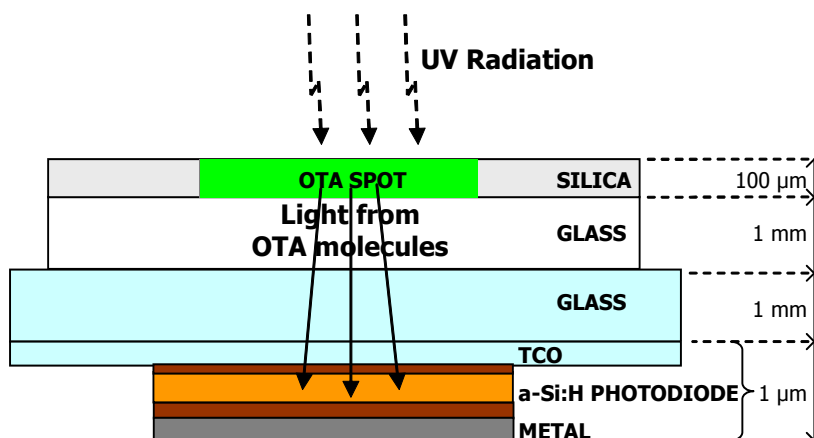 UV Radiation
OTA SPOT
SILICA
100 µm
Light from
OTA molecules
GLASS
1 mm
GLASS
1 mm
TCO
a-Si:H PHOTODIODE
1 µm
METAL